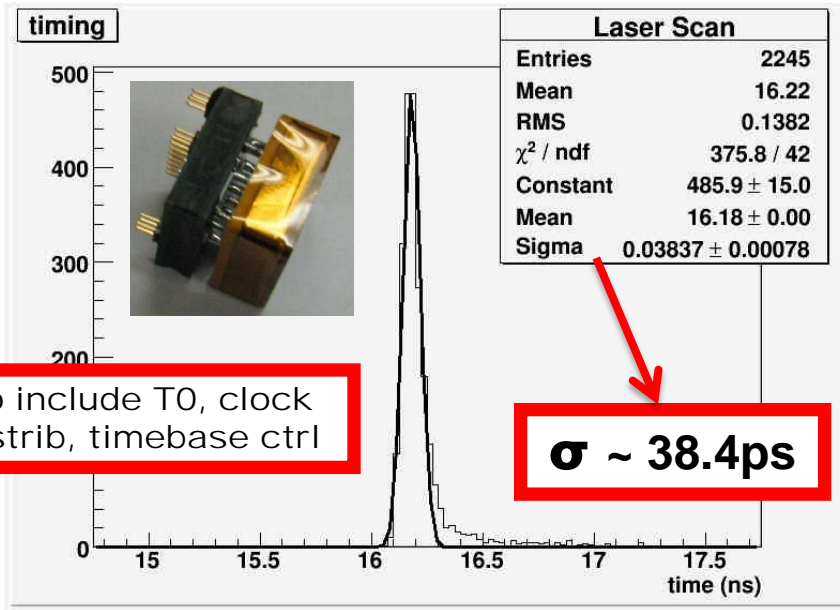 timing
Laser Scan
Entries 2245
Mean 16.22
RMS 0.1382
χ² / ndf 375.8 / 42
Constant 485.9 ± 15.0
Mean 16.18 ± 0.00
Sigma 0.03837 ± 0.00078
500
400
300
200
include T0, clock
strib, timebase ctrl
σ ~ 38.4ps
0
15 15.5 16 16.5 17 17.5
time (ns)